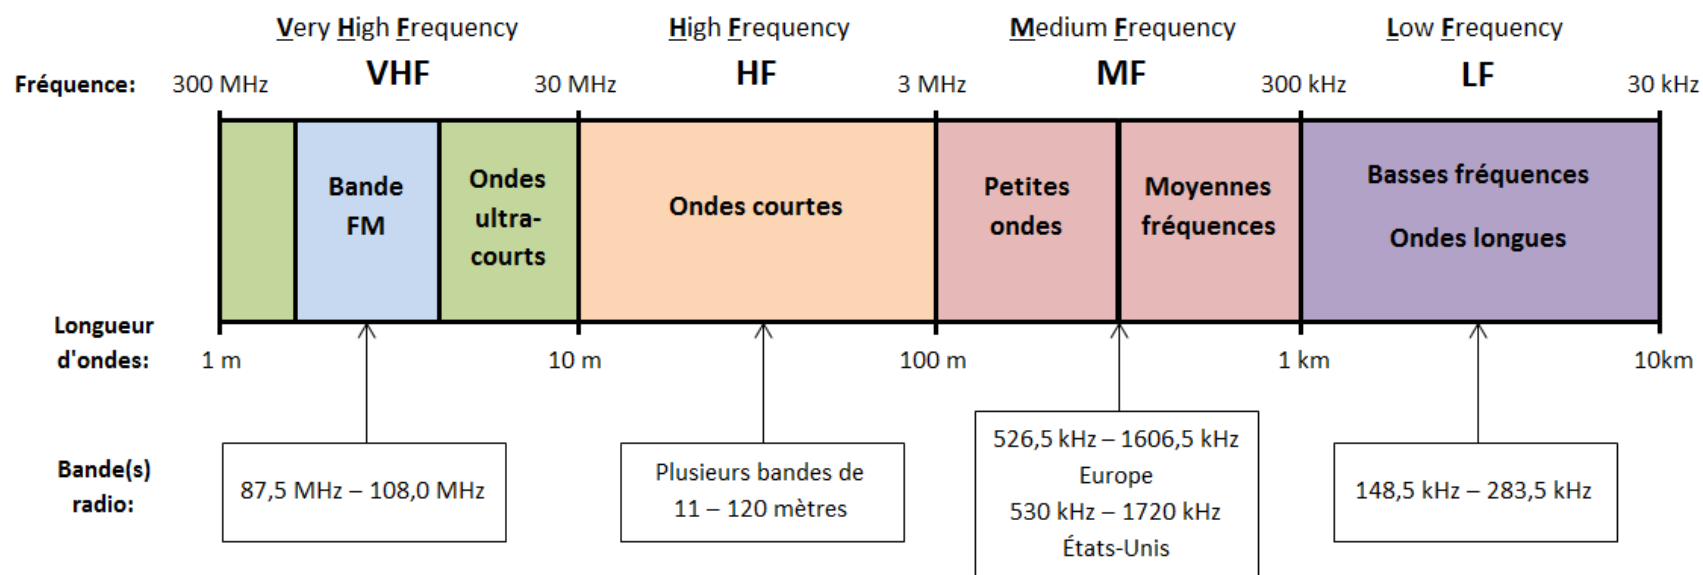 Very High Frequency High Frequency Medium Frequency Low Frequency
Fréquence: 300 MHz VHF 30 MHz HF 3 MHz MF 300 kHz LF 30 kHz
Bande
FM
Ondes
ultra-
courts
Ondes courtes
Petites
ondes
Moyennes
fréquences
Basses fréquences
Ondes longues
Longueur
d'ondes: 1 m 10 m 100 m 1 km 10km
Bande(s)
radio:
87,5 MHz – 108,0 MHz
Plusieurs bandes de
11 – 120 mètres
526,5 kHz – 1606,5 kHz
Europe
530 kHz – 1720 kHz
États-Unis
148,5 kHz – 283,5 kHz